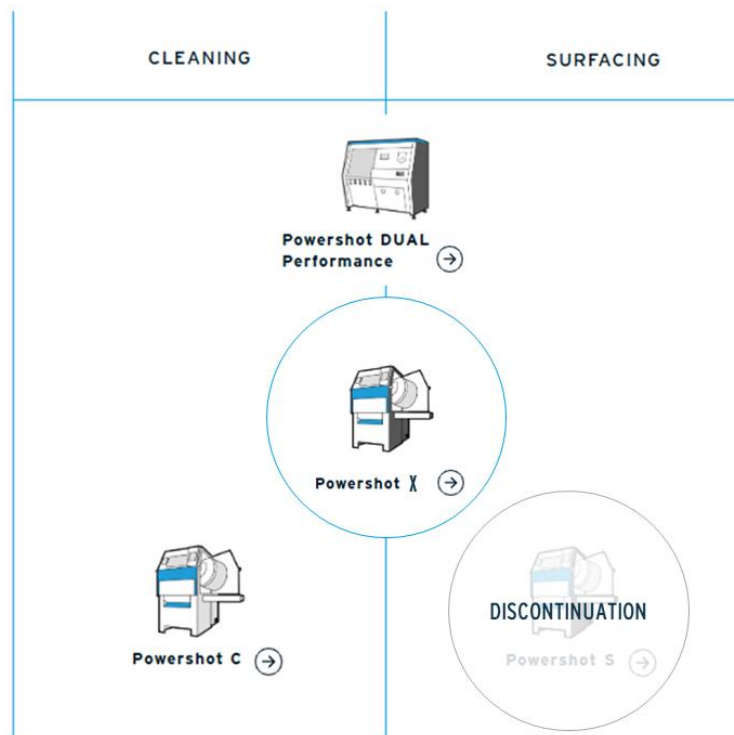 CLEANING
SURFACING
Powershot DUAL
Performance
Powershot X
Powershot C
DISCONTINUATION
Powershot S